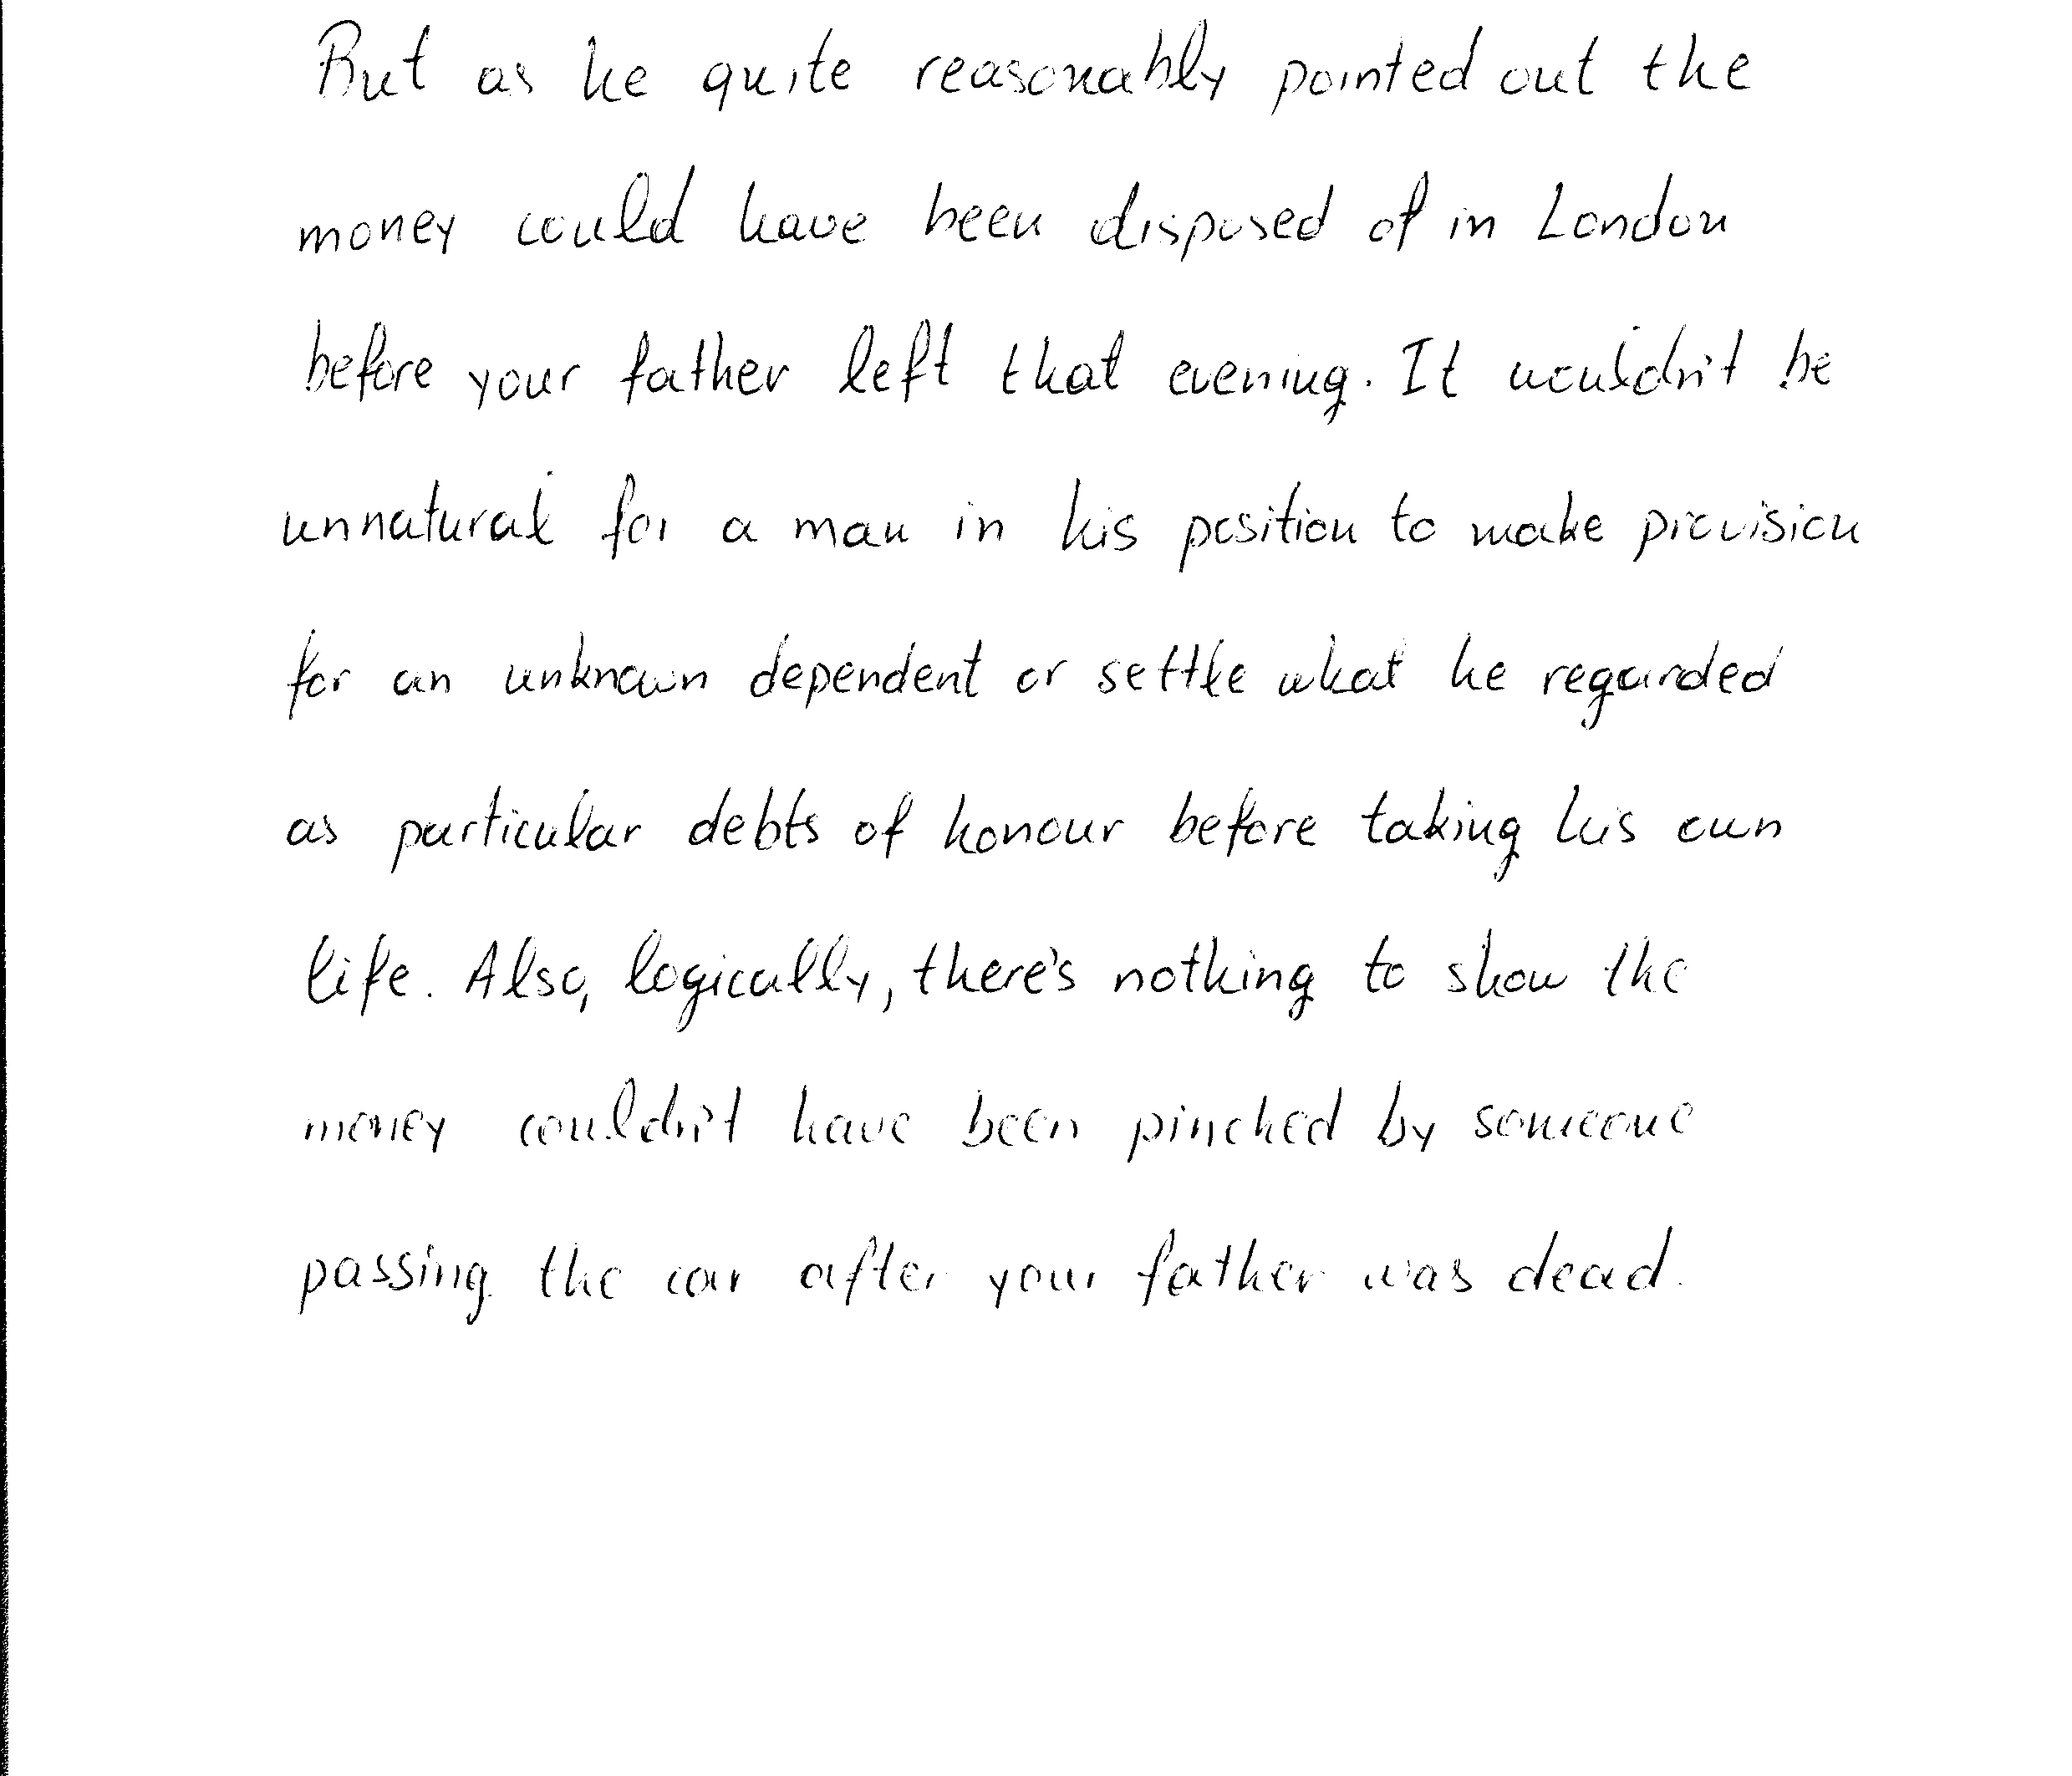 But as he quite reasonably pointed out the
money could have been disposed of in London
before your father left that evening. It wouldn't be
unnatural for a man in his position to make provision
for an unknown dependent or settle what he regarded
as particular debts of honour before taking his own
life. Also, logically, there's nothing to show the
money couldn't have been pinched by someone
passing the car after your father was dead.